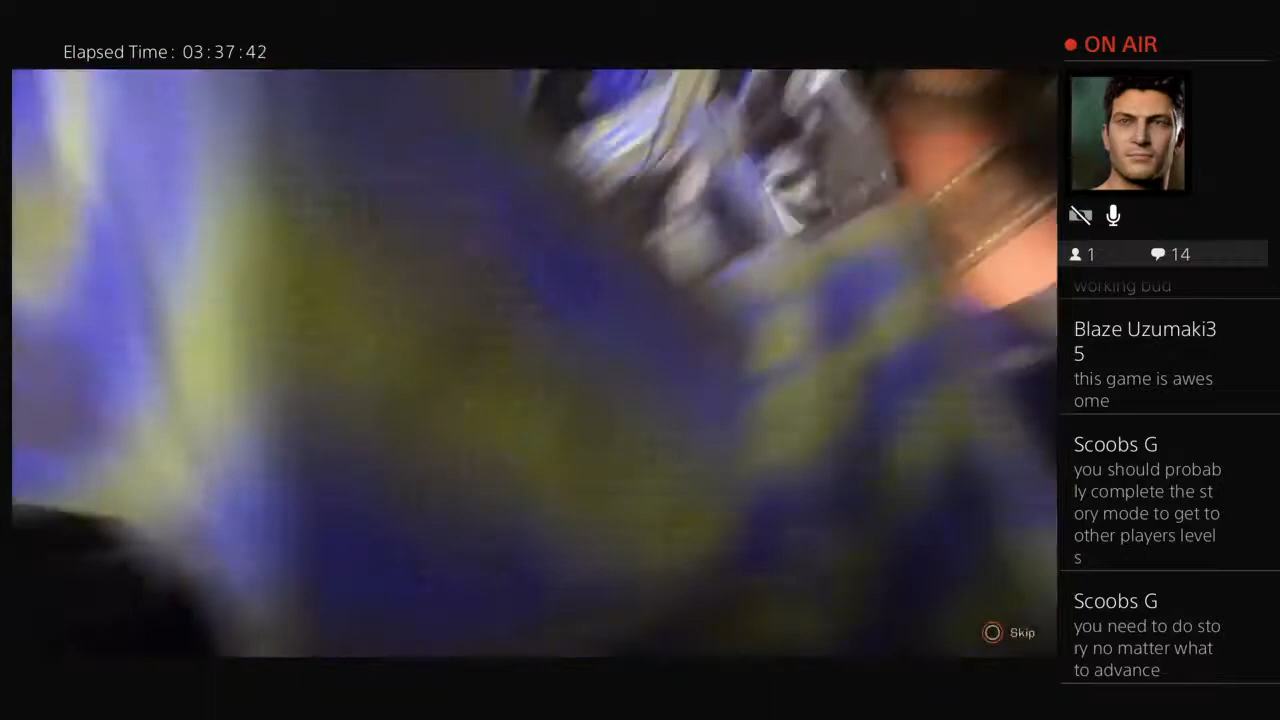 Elapsed Time: 03:37:42
ON AIR
1
14
working bud
Blaze Uzumaki3
5
this game is awes
ome
Scoobs G
you should probab
ly complete the st
ory mode to get to
other players level
s
Scoobs G
you need to do sto
ry no matter what
to advance
Skip